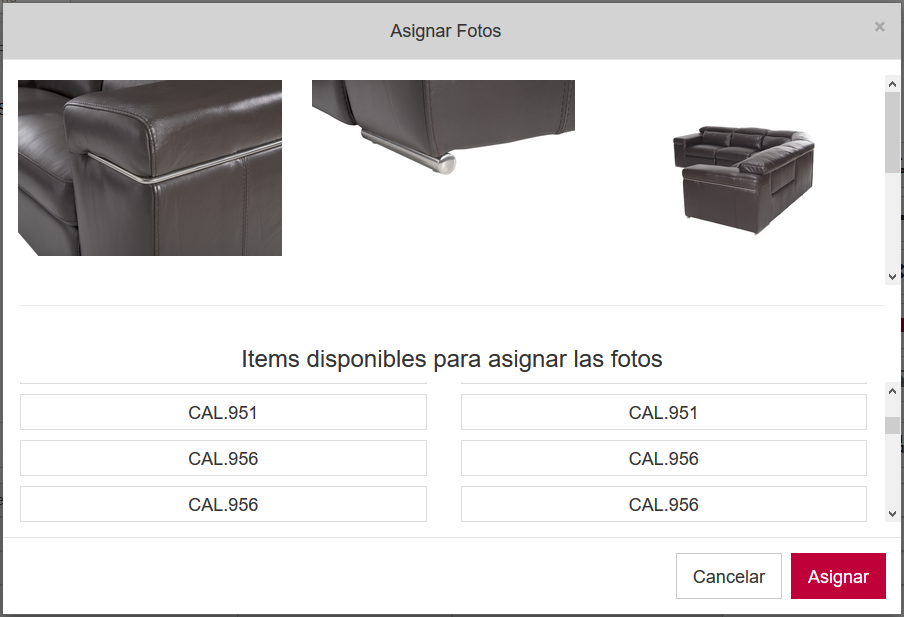 Asignar Fotos ×
Items disponibles para asignar las fotos
CAL.951 CAL.951
CAL.956 CAL.956
CAL.956 CAL.956
Cancelar Asignar